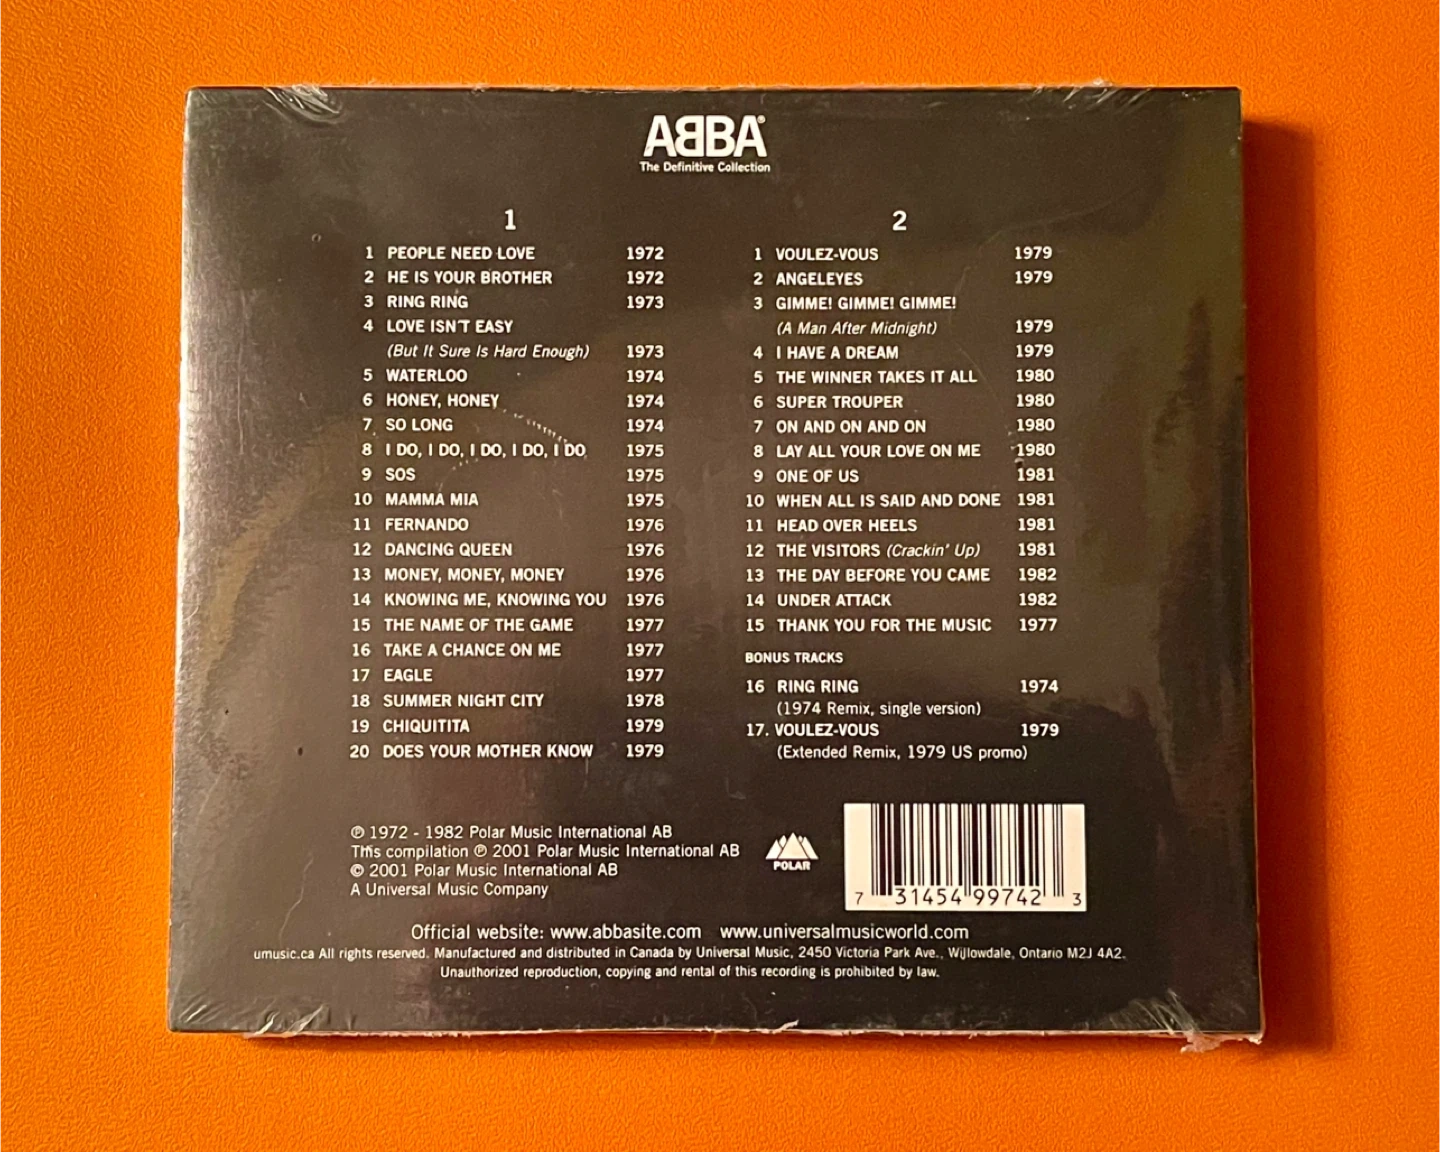 ABBA®
The Definitive Collection
1
1 PEOPLE NEED LOVE 1972
2 HE IS YOUR BROTHER 1972
3 RING RING 1973
4 LOVE ISN'T EASY
(But It Sure Is Hard Enough) 1973
5 WATERLOO 1974
6 HONEY, HONEY 1974
7 SO LONG 1974
8 I DO, I DO, I DO, I DO, I DO 1975
9 SOS 1975
10 MAMMA MIA 1975
11 FERNANDO 1976
12 DANCING QUEEN 1976
13 MONEY, MONEY, MONEY 1976
14 KNOWING ME, KNOWING YOU 1976
15 THE NAME OF THE GAME 1977
16 TAKE A CHANCE ON ME 1977
17 EAGLE 1977
18 SUMMER NIGHT CITY 1978
19 CHIQUITITA 1979
20 DOES YOUR MOTHER KNOW 1979
2
1 VOULEZ-VOUS 1979
2 ANGELEYES 1979
3 GIMME! GIMME! GIMME!
(A Man After Midnight) 1979
4 I HAVE A DREAM 1979
5 THE WINNER TAKES IT ALL 1980
6 SUPER TROUPER 1980
7 ON AND ON AND ON 1980
8 LAY ALL YOUR LOVE ON ME 1980
9 ONE OF US 1981
10 WHEN ALL IS SAID AND DONE 1981
11 HEAD OVER HEELS 1981
12 THE VISITORS (Crackin' Up) 1981
13 THE DAY BEFORE YOU CAME 1982
14 UNDER ATTACK 1982
15 THANK YOU FOR THE MUSIC 1977
BONUS TRACKS
16 RING RING 1974
(1974 Remix, single version)
17. VOULEZ-VOUS 1979
(Extended Remix, 1979 US promo)
℗ 1972 - 1982 Polar Music International AB
This compilation ℗ 2001 Polar Music International AB
© 2001 Polar Music International AB
A Universal Music Company
POLAR
7 31454 99742 3
Official website: www.abbasite.com www.universalmusicworld.com
umusic.ca All rights reserved. Manufactured and distributed in Canada by Universal Music, 2450 Victoria Park Ave., Willowdale, Ontario M2J 4A2.
Unauthorized reproduction, copying and rental of this recording is prohibited by law.